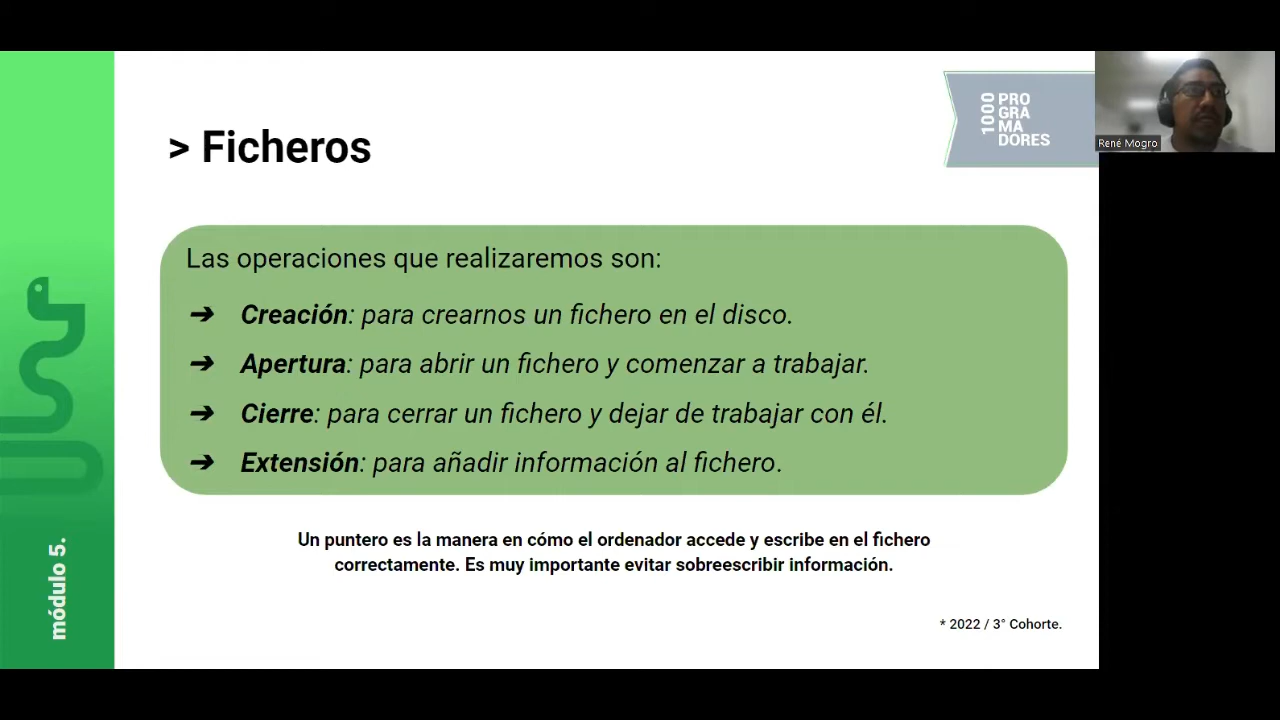 > Ficheros
1000
PRO
GRA
MA
DORES
René Mogro
Las operaciones que realizaremos son:
➔ Creación: para crearnos un fichero en el disco.
➔ Apertura: para abrir un fichero y comenzar a trabajar.
➔ Cierre: para cerrar un fichero y dejar de trabajar con él.
➔ Extensión: para añadir información al fichero.
Un puntero es la manera en cómo el ordenador accede y escribe en el fichero
correctamente. Es muy importante evitar sobreescribir información.
módulo 5.
* 2022 / 3° Cohorte.